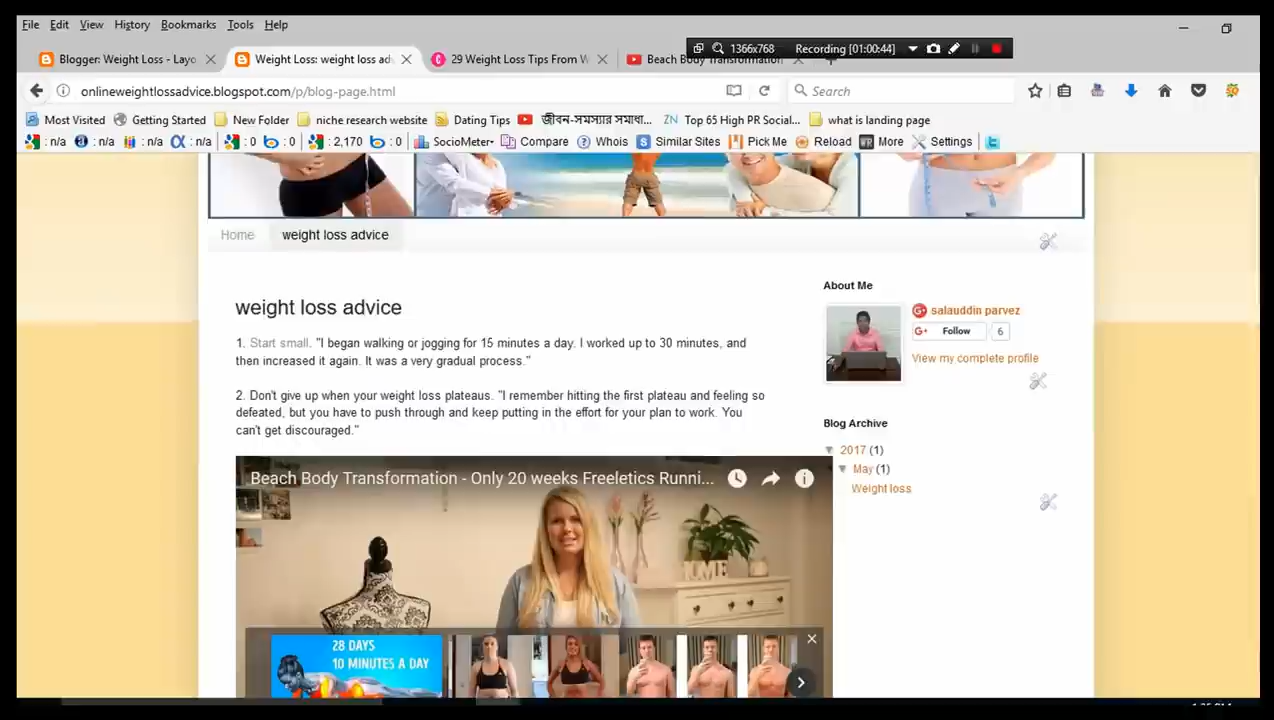 File Edit View History Bookmarks Tools Help
1366x768 Recording [01:00:44]
Blogger: Weight Loss - Layo
Weight Loss: weight loss ad
29 Weight Loss Tips From W
Beach Body Transformation
onlineweightlossadvice.blogspot.com/p/blog-page.html
Search
Most Visited Getting Started New Folder niche research website Dating Tips জীবন-সমস্যার সমাধা... ZN Top 65 High PR Social... what is landing page
: n/a : n/a : n/a : n/a : 0 : 0 : 2,170 : 0 SocioMeter Compare Whois Similar Sites Pick Me Reload More Settings
Home weight loss advice
weight loss advice
1. Start small. "I began walking or jogging for 15 minutes a day. I worked up to 30 minutes, and
then increased it again. It was a very gradual process."
2. Don't give up when your weight loss plateaus. "I remember hitting the first plateau and feeling so
defeated, but you have to push through and keep putting in the effort for your plan to work. You
can't get discouraged."
Beach Body Transformation - Only 20 weeks Freeletics Runni...
HOME
28 DAYS
10 MINUTES A DAY
About Me
salauddin parvez
G+ Follow 6
View my complete profile
Blog Archive
▼ 2017 (1)
▼ May (1)
Weight loss